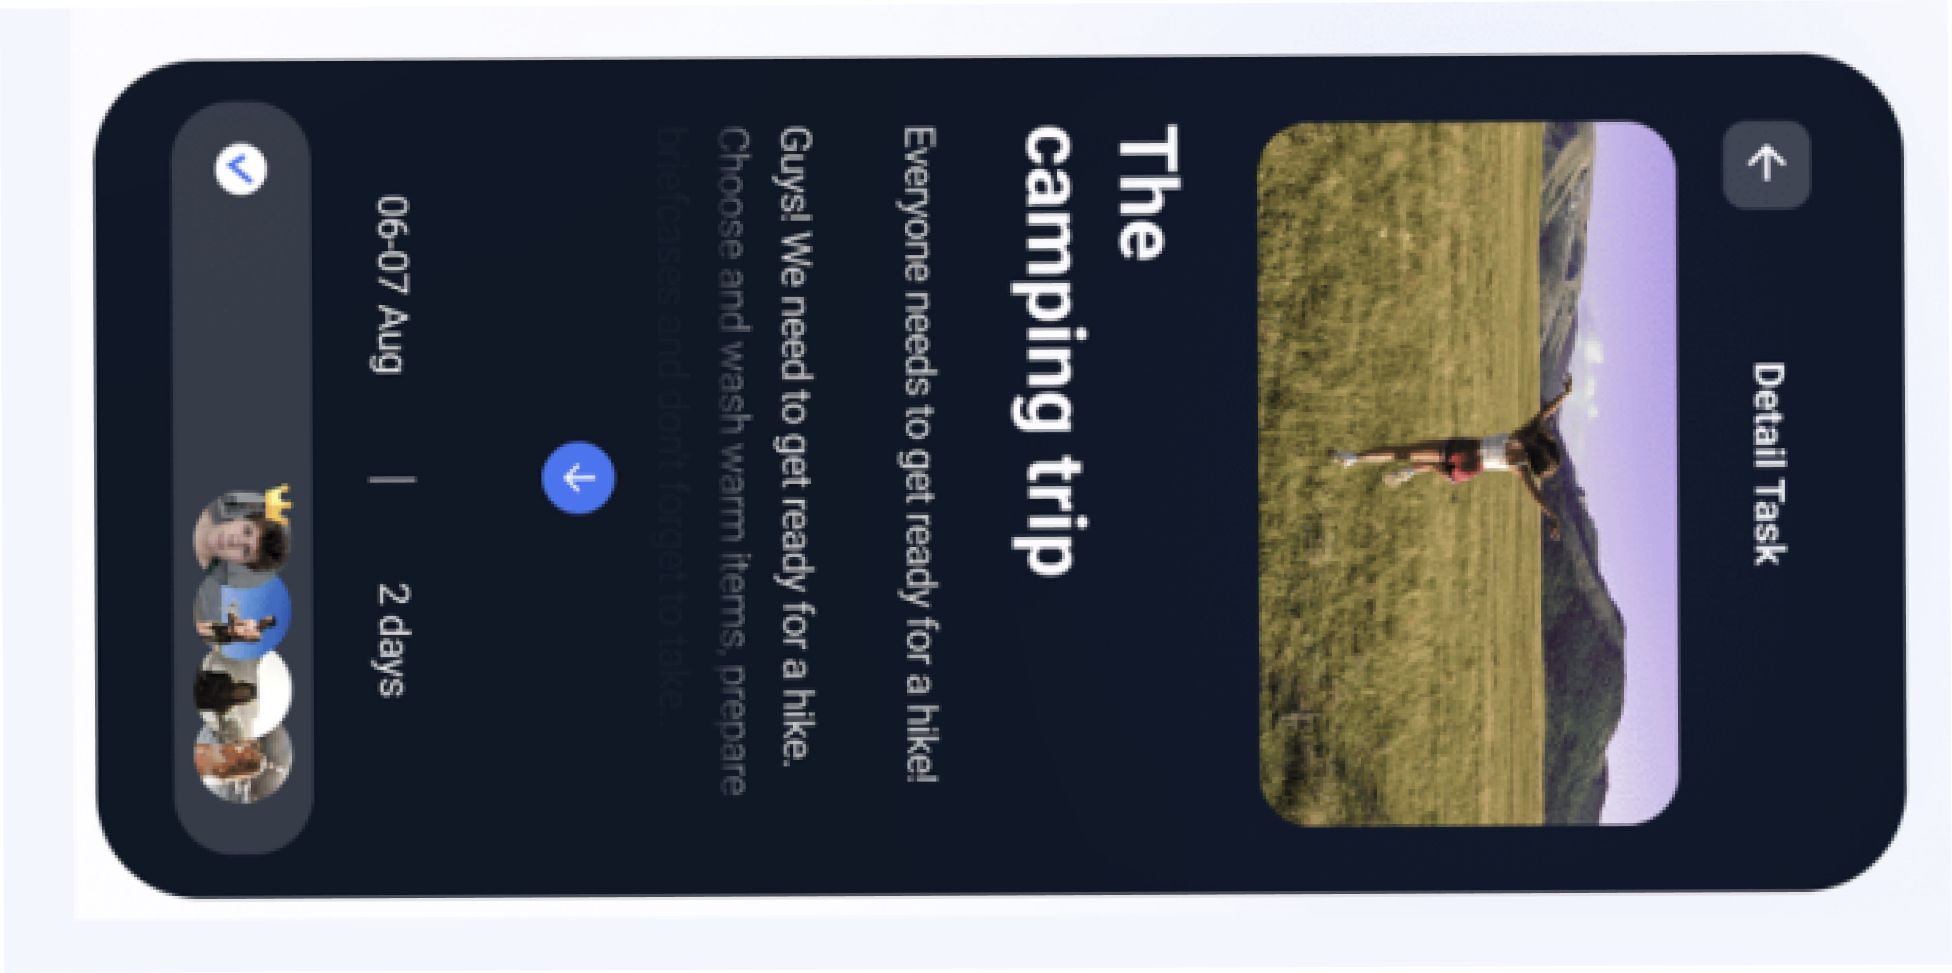 Detail Task
The
camping trip
Everyone needs to get ready for a hike!
Guys! We need to get ready for a hike.
Choose and wash warm items, prepare
briefcases and don't forget to take...
06-07 Aug | 2 days